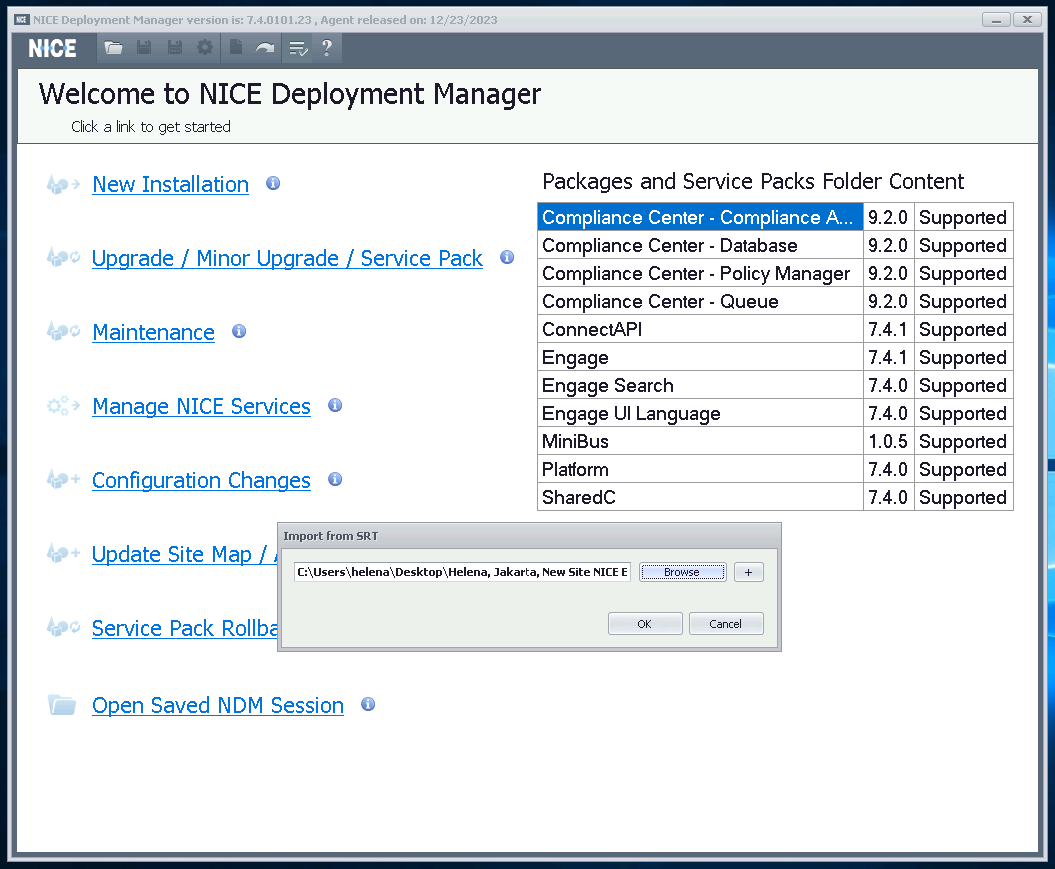 NICE Deployment Manager version is: 7.4.0101.23 , Agent released on: 12/23/2023
NICE
?
Welcome to NICE Deployment Manager
Click a link to get started
New Installation
Upgrade / Minor Upgrade / Service Pack
Maintenance
Manage NICE Services
Configuration Changes
Update Site Map /
Service Pack Rollba
Open Saved NDM Session
Packages and Service Packs Folder Content
Compliance Center - Compliance A... 9.2.0 Supported
Compliance Center - Database 9.2.0 Supported
Compliance Center - Policy Manager 9.2.0 Supported
Compliance Center - Queue 9.2.0 Supported
ConnectAPI 7.4.1 Supported
Engage 7.4.1 Supported
Engage Search 7.4.0 Supported
Engage UI Language 7.4.0 Supported
MiniBus 1.0.5 Supported
Platform 7.4.0 Supported
SharedC 7.4.0 Supported
Import from SRT
C:\Users\helena\Desktop\Helena, Jakarta, New Site NICE E
Browse +
OK Cancel